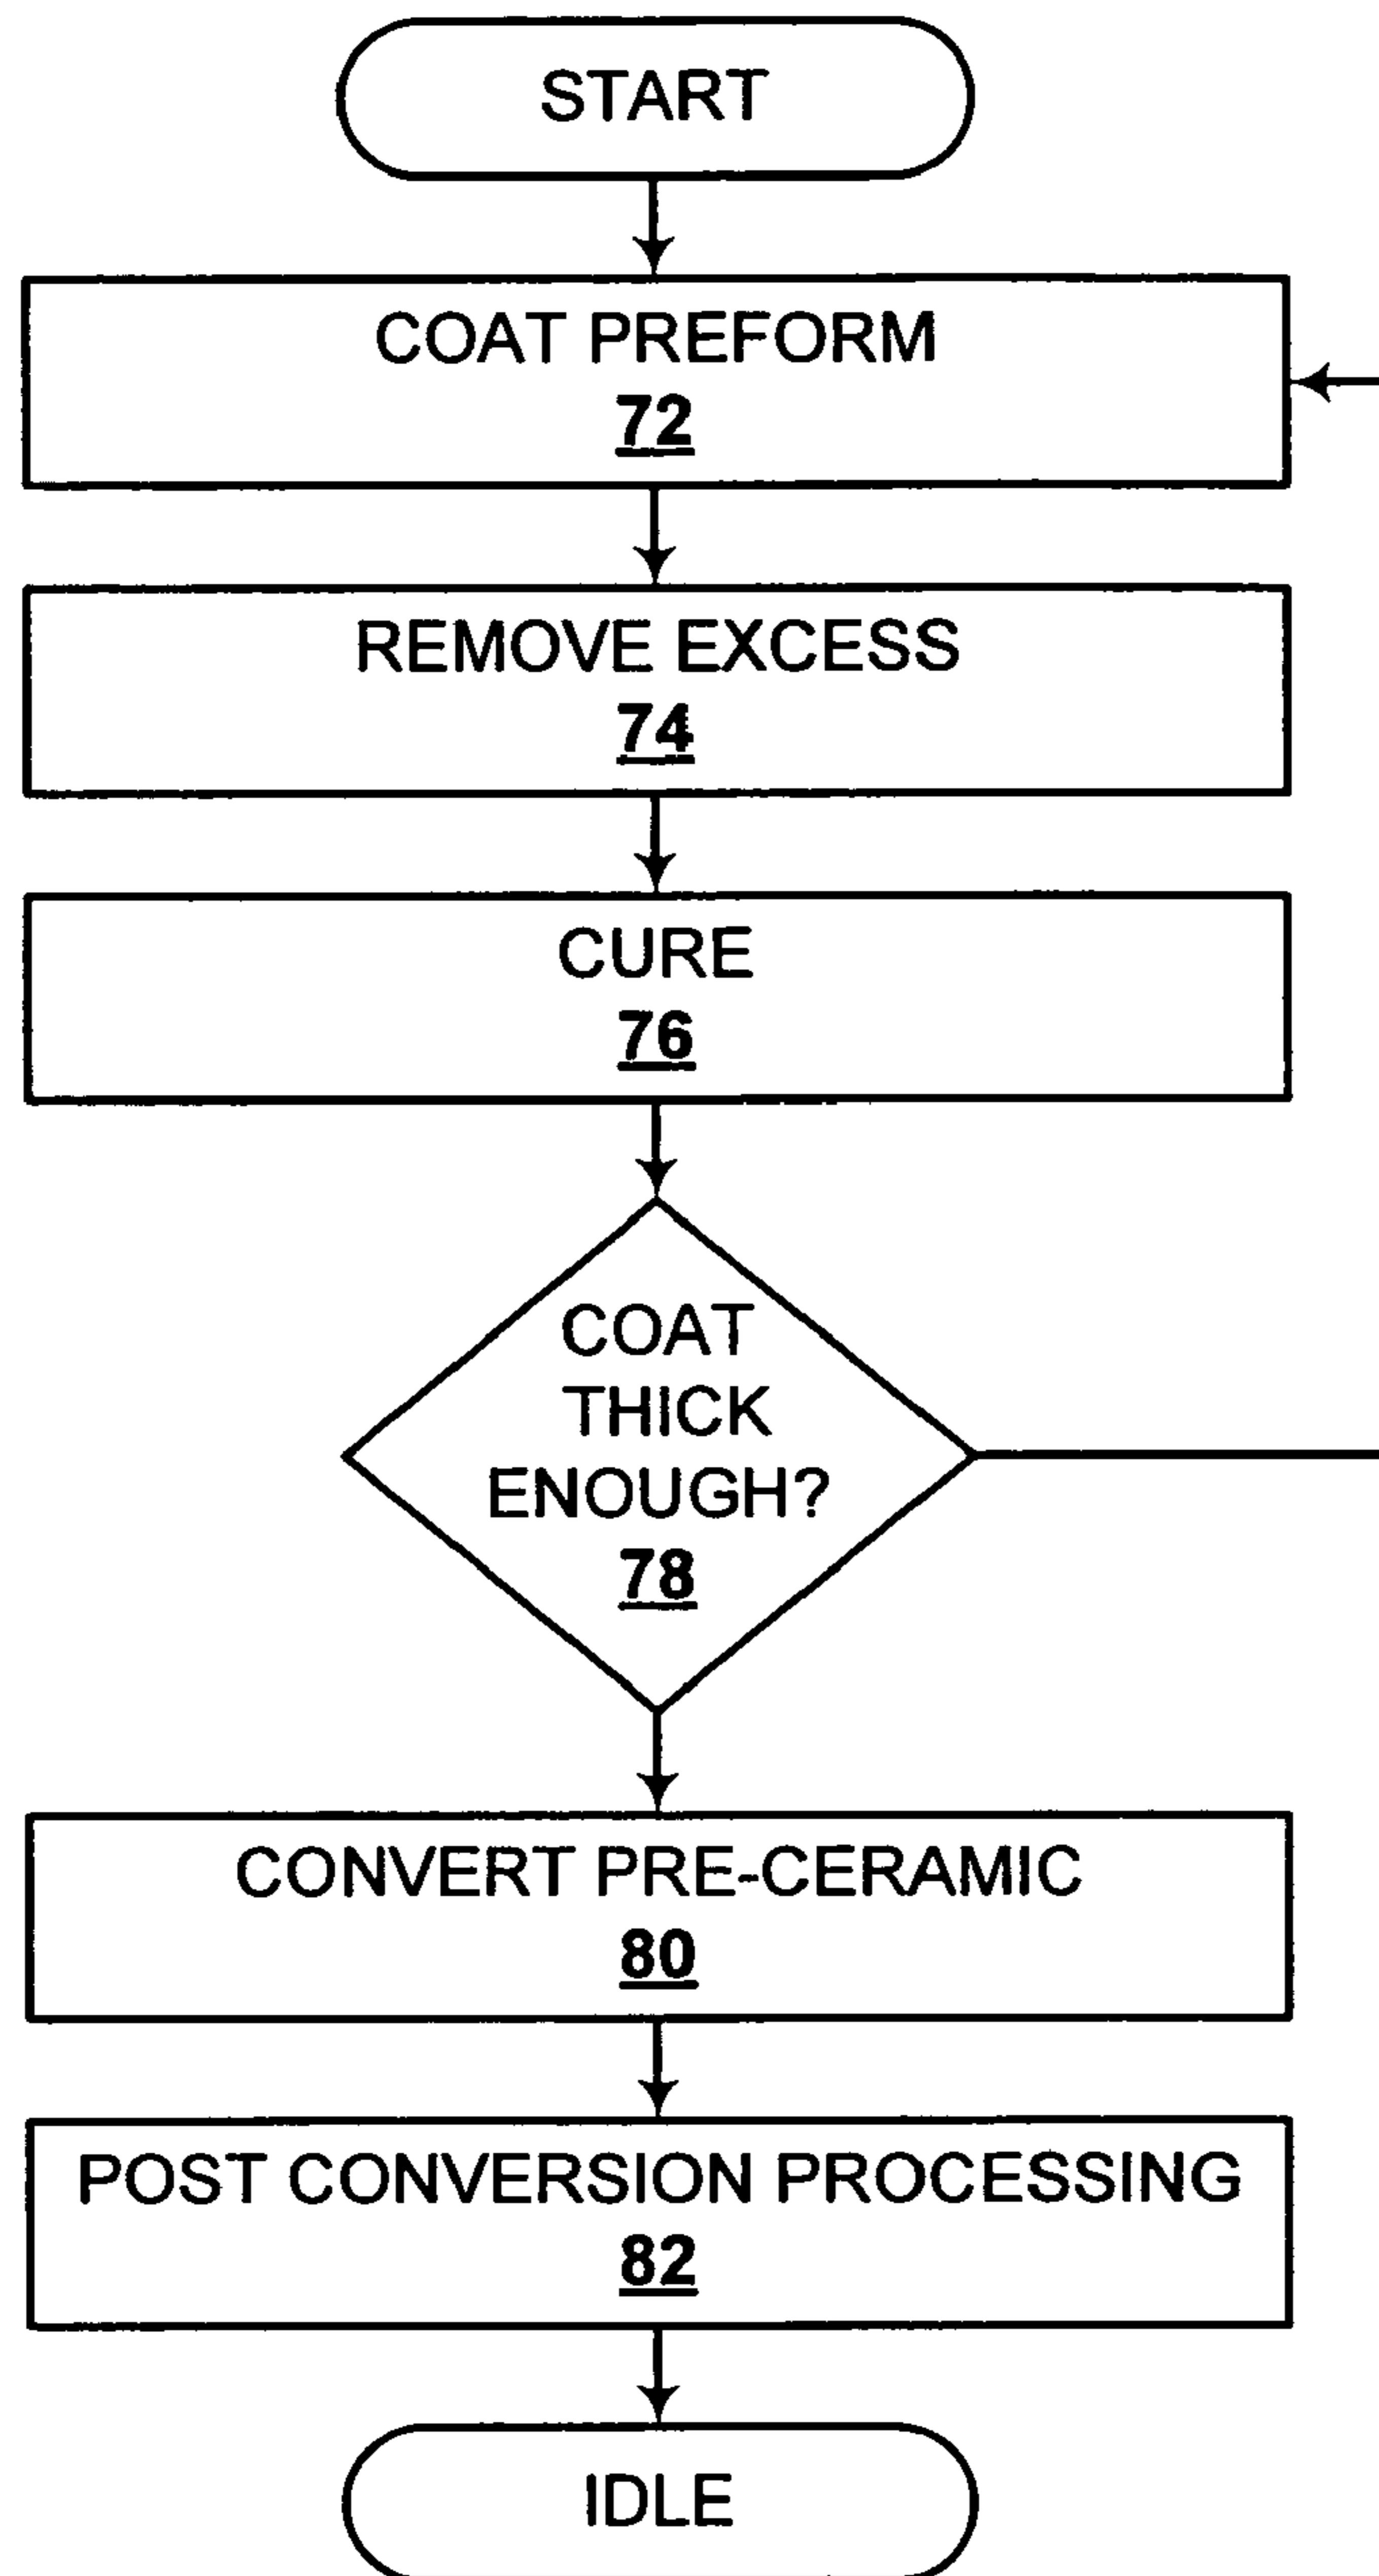 START
COAT PREFORM
72
REMOVE EXCESS
74
CURE
76
COAT
THICK
ENOUGH?
78
CONVERT PRE-CERAMIC
80
POST CONVERSION PROCESSING
82
IDLE